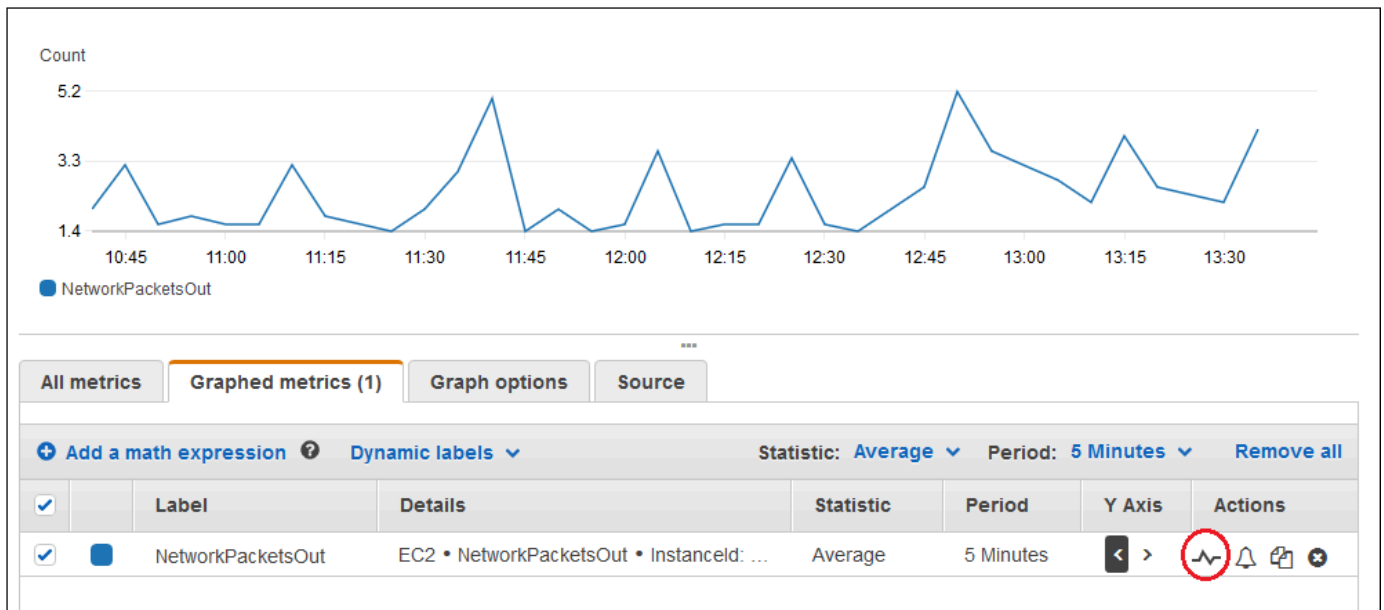 Count
5.2
3.3
1.4
10:45 11:00 11:15 11:30 11:45 12:00 12:15 12:30 12:45 13:00 13:15 13:30
NetworkPacketsOut
All metrics Graphed metrics (1) Graph options Source
Add a math expression ? Dynamic labels Statistic: Average Period: 5 Minutes Remove all
Label Details Statistic Period Y Axis Actions
NetworkPacketsOut EC2 • NetworkPacketsOut • InstanceId: ... Average 5 Minutes < >